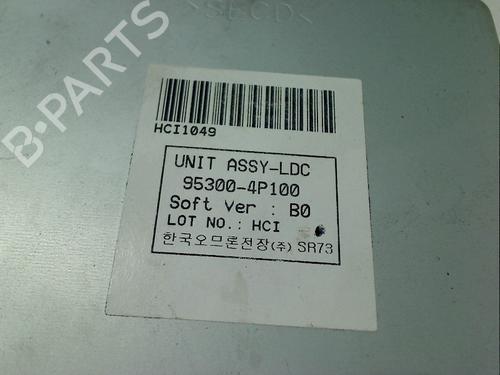 >SECD<
B-PARTS
HCI1049
UNIT ASSY-LDC
95300-4P100
Soft Ver : B0
LOT NO.: HCI
한국오므론전장(주) SR73